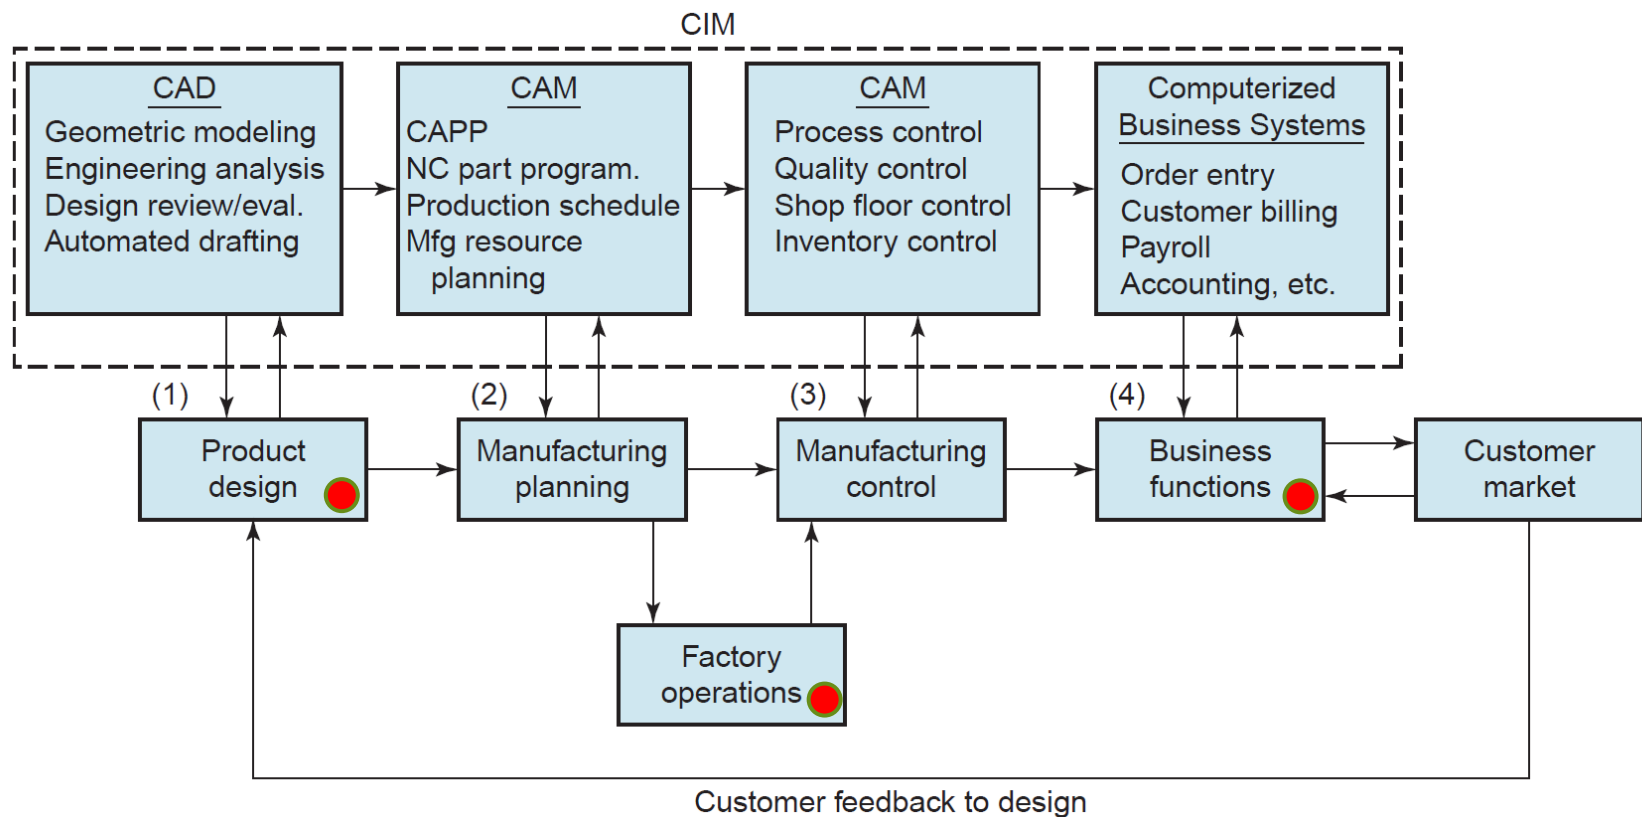 CIM
CAD
Geometric modeling
Engineering analysis
Design review/eval.
Automated drafting
CAM
CAPP
NC part program.
Production schedule
Mfg resource
planning
CAM
Process control
Quality control
Shop floor control
Inventory control
Computerized
Business Systems
Order entry
Customer billing
Payroll
Accounting, etc.
(1)
(2)
(3)
(4)
Product
design
Manufacturing
planning
Manufacturing
control
Business
functions
Customer
market
Factory
operations
Customer feedback to design